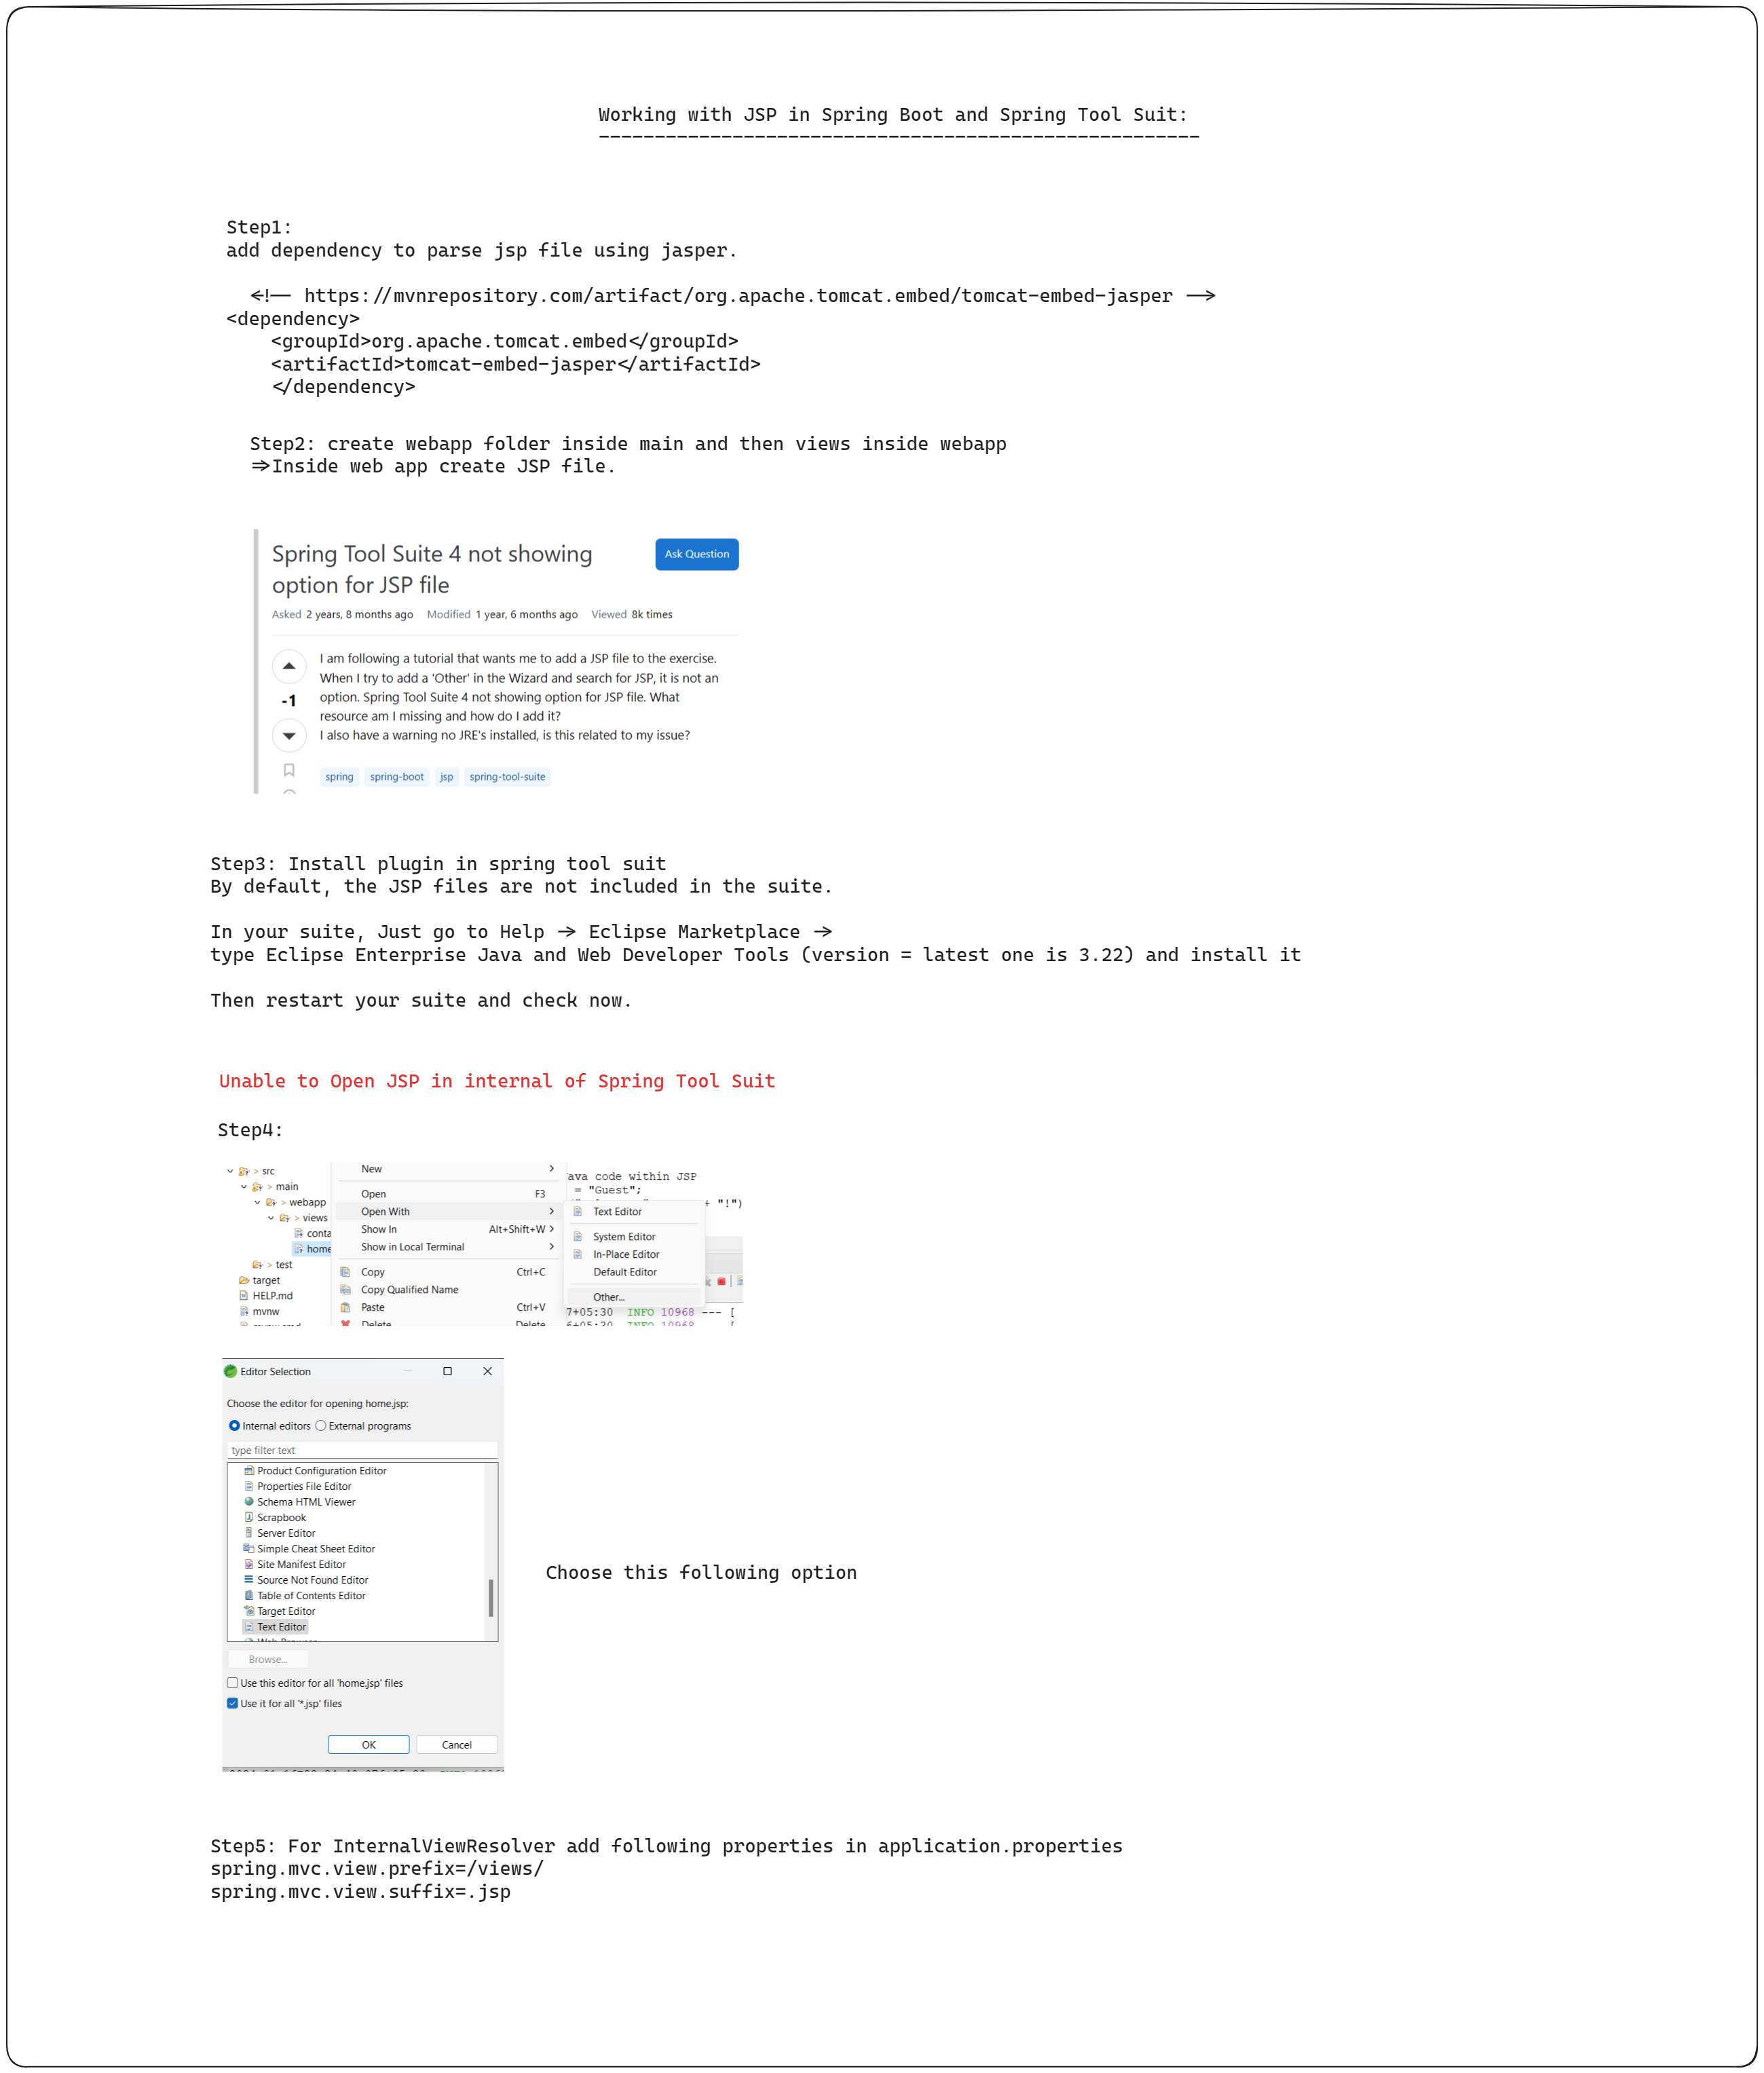 Working with JSP in Spring Boot and Spring Tool Suit:
------------------------------------------------------
Step1:
add dependency to parse jsp file using jasper.
<!-- https://mvnrepository.com/artifact/org.apache.tomcat.embed/tomcat-embed-jasper -->
<dependency>
<groupId>org.apache.tomcat.embed</groupId>
<artifactId>tomcat-embed-jasper</artifactId>
</dependency>
Step2: create webapp folder inside main and then views inside webapp
=>Inside web app create JSP file.
Spring Tool Suite 4 not showing
option for JSP file
Ask Question
Asked 2 years, 8 months ago Modified 1 year, 6 months ago Viewed 8k times
I am following a tutorial that wants me to add a JSP file to the exercise.
When I try to add a 'Other' in the Wizard and search for JSP, it is not an
-1
option. Spring Tool Suite 4 not showing option for JSP file. What
resource am I missing and how do I add it?
I also have a warning no JRE's installed, is this related to my issue?
spring spring-boot jsp spring-tool-suite
Step3: Install plugin in spring tool suit
By default, the JSP files are not included in the suite.
In your suite, Just go to Help -> Eclipse Marketplace ->
type Eclipse Enterprise Java and Web Developer Tools (version = latest one is 3.22) and install it
Then restart your suite and check now.
Unable to Open JSP in internal of Spring Tool Suit
Step4:
> src
> main
> webapp
> views
conta
home
> test
target
HELP.md
mvnw
New
Open F3
Open With
Show In Alt+Shift+W
Show in Local Terminal
Copy Ctrl+C
Copy Qualified Name
Paste Ctrl+V
Delete Delete
ava code within JSP
= "Guest";
+ "!")
Text Editor
System Editor
In-Place Editor
Default Editor
Other...
7+05:30 INFO 10968 --- [
6+05:30 INFO 10968 --- [
Editor Selection
Choose the editor for opening home.jsp:
Internal editors External programs
type filter text
Product Configuration Editor
Properties File Editor
Schema HTML Viewer
Scrapbook
Server Editor
Simple Cheat Sheet Editor
Site Manifest Editor
Source Not Found Editor
Table of Contents Editor
Target Editor
Text Editor
Browse...
Use this editor for all 'home.jsp' files
Use it for all '*.jsp' files
OK Cancel
Choose this following option
Step5: For InternalViewResolver add following properties in application.properties
spring.mvc.view.prefix=/views/
spring.mvc.view.suffix=.jsp